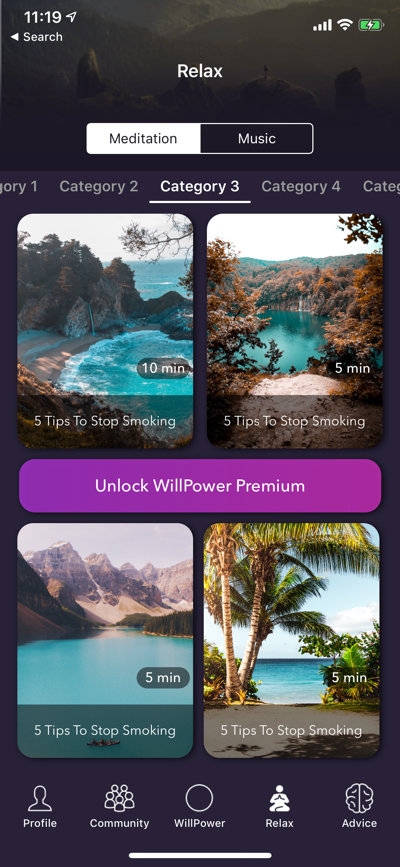 11:19
◀ Search
Relax
Meditation Music
gory 1 Category 2 Category 3 Category 4 Categ
10 min 5 min
5 Tips To Stop Smoking 5 Tips To Stop Smoking
Unlock WillPower Premium
5 min 5 min
5 Tips To Stop Smoking 5 Tips To Stop Smoking
Profile Community WillPower Relax Advice